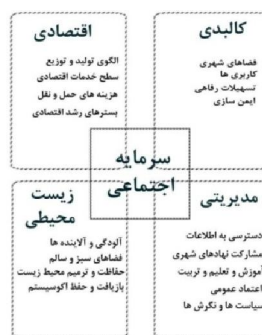 کالبدی
فضاهای شهری
کاربری ها
تسهیلات رفاهی
ایمن سازی
اقتصادی
الگوی تولید و توزیع
سطح خدمات اقتصادی
هزینه های حمل و نقل
بسترهای رشد اقتصادی
سرمایه
اجتماعی
مدیریتی
دسترسی به اطلاعات
مشارکت نهادهای شهری
آموزش و تعلیم و تربیت
اعتماد عمومی
سیاست ها و نگرش ها
زیست
محیطی
آلودگی و آلاینده ها
فضاهای سبز و سالم
حفاظت و ترمیم محیط زیست
بازیافت و حفظ اکوسیستم